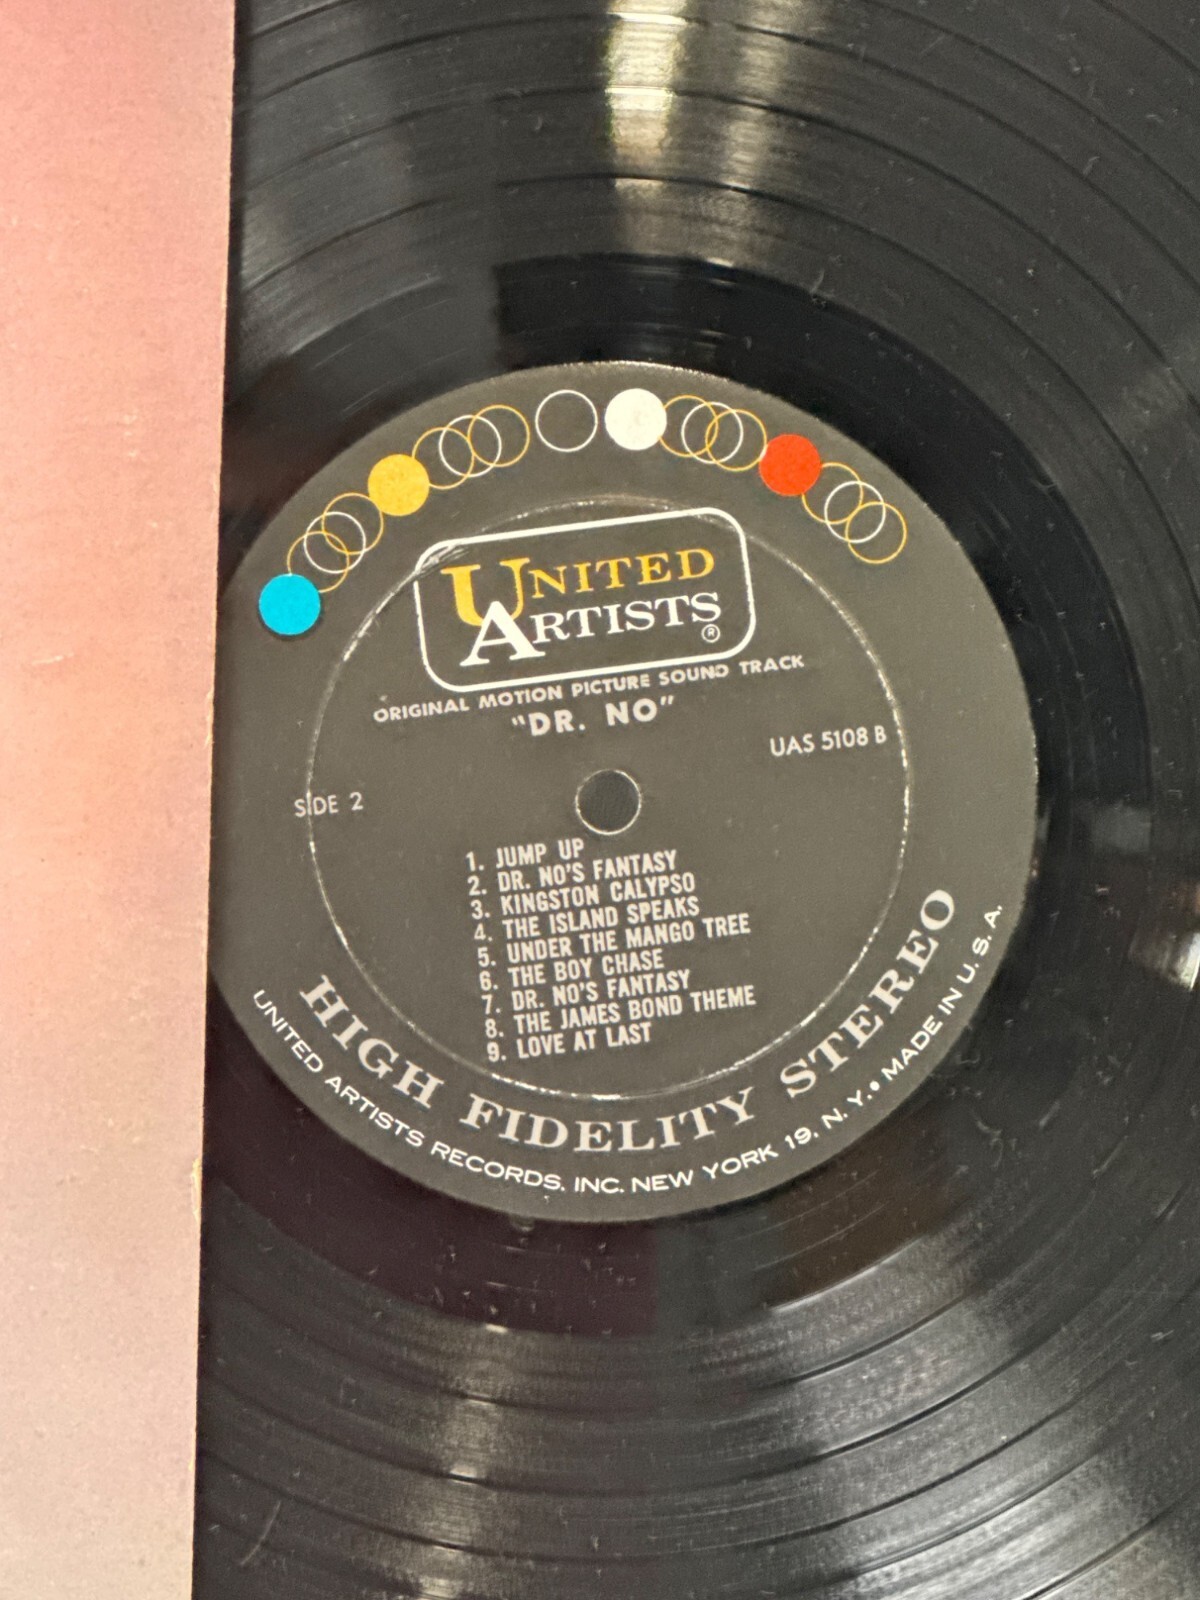 UNITED
ARTISTS ®
ORIGINAL MOTION PICTURE SOUND TRACK
"DR. NO"
UAS 5108 B
SIDE 2
1. JUMP UP
2. DR. NO'S FANTASY
3. KINGSTON CALYPSO
4. THE ISLAND SPEAKS
5. UNDER THE MANGO TREE
6. THE BOY CHASE
7. DR. NO'S FANTASY
8. THE JAMES BOND THEME
9. LOVE AT LAST
HIGH FIDELITY STEREO
UNITED ARTISTS RECORDS, INC. NEW YORK 19, N. Y. • MADE IN U. S. A.